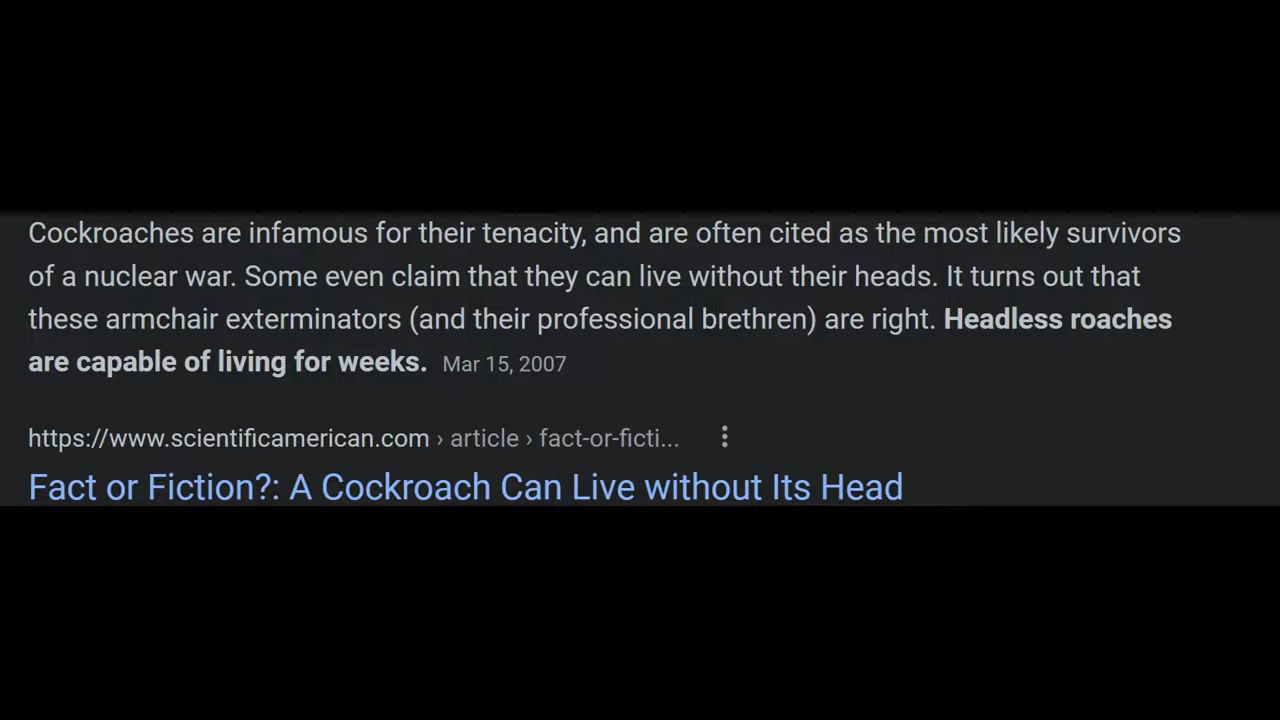 Cockroaches are infamous for their tenacity, and are often cited as the most likely survivors
of a nuclear war. Some even claim that they can live without their heads. It turns out that
these armchair exterminators (and their professional brethren) are right. Headless roaches
are capable of living for weeks. Mar 15, 2007
https://www.scientificamerican.com › article › fact-or-ficti...
Fact or Fiction?: A Cockroach Can Live without Its Head